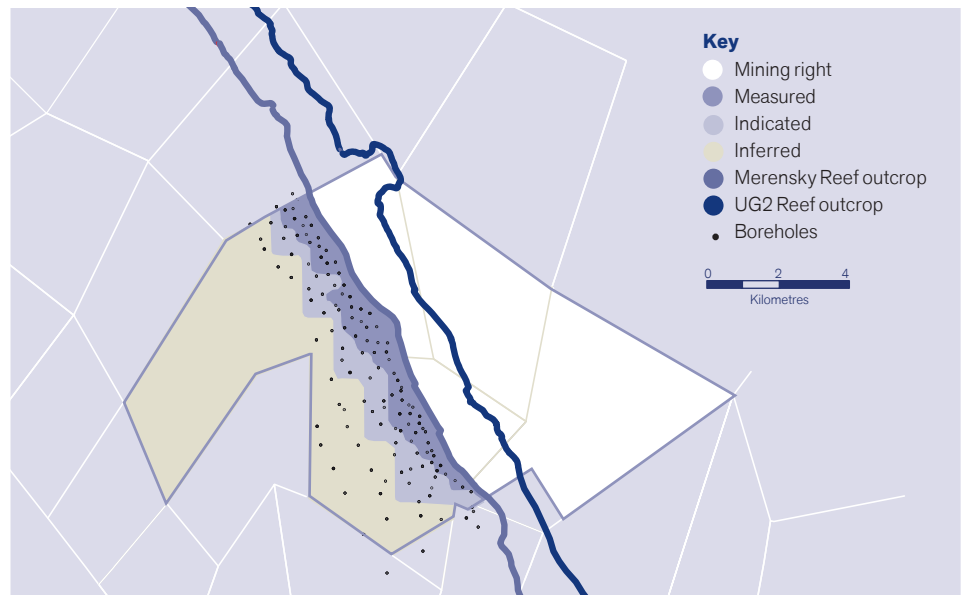 Key
Mining right
Measured
Indicated
Inferred
Merensky Reef outcrop
UG2 Reef outcrop
Boreholes
0 2 4
Kilometres